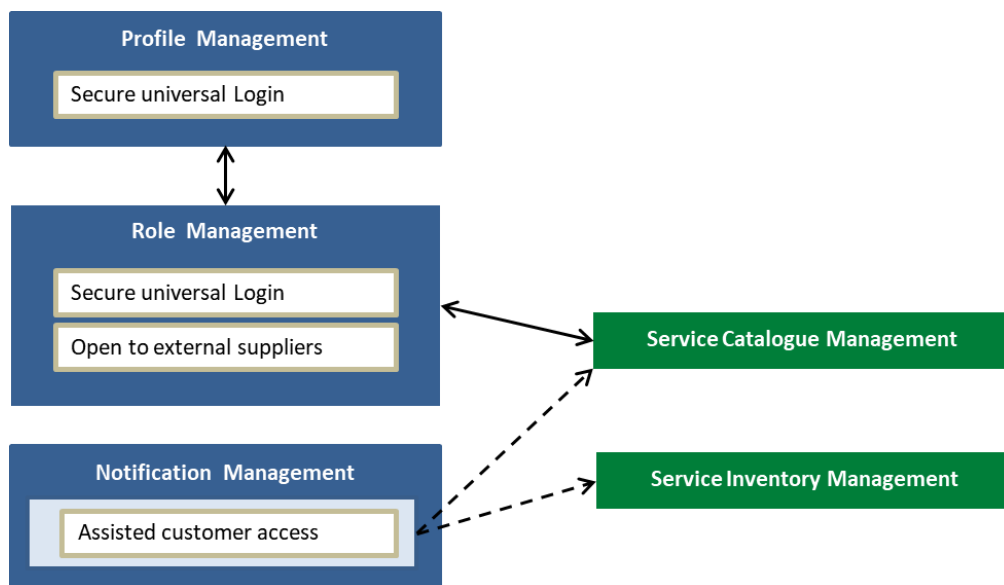 Profile Management
Secure universal Login
Role Management
Secure universal Login
Open to external suppliers
Service Catalogue Management
Notification Management
Assisted customer access
Service Inventory Management